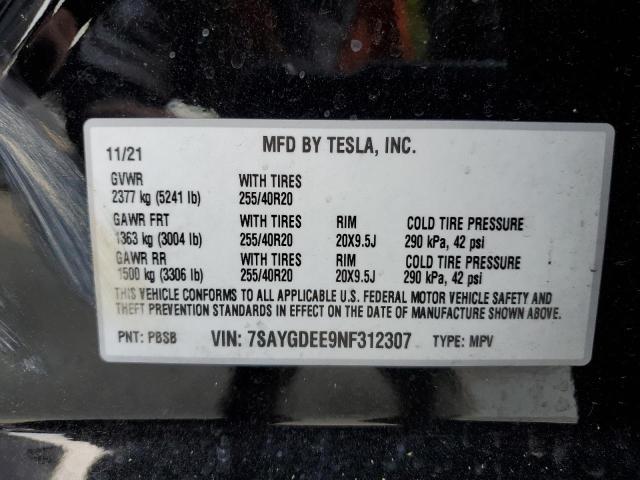 MFD BY TESLA, INC.
11/21
GVWR WITH TIRES
2377 kg (5241 lb) 255/40R20
GAWR FRT WITH TIRES RIM COLD TIRE PRESSURE
1363 kg (3004 lb) 255/40R20 20X9.5J 290 kPa, 42 psi
GAWR RR WITH TIRES RIM COLD TIRE PRESSURE
1500 kg (3306 lb) 255/40R20 20X9.5J 290 kPa, 42 psi
THIS VEHICLE CONFORMS TO ALL APPLICABLE U.S. FEDERAL MOTOR VEHICLE SAFETY AND
THEFT PREVENTION STANDARDS IN EFFECT ON THE DATE OF MANUFACTURE SHOWN ABOVE.
PNT: PBSB VIN: 7SAYGDEE9NF312307 TYPE: MPV